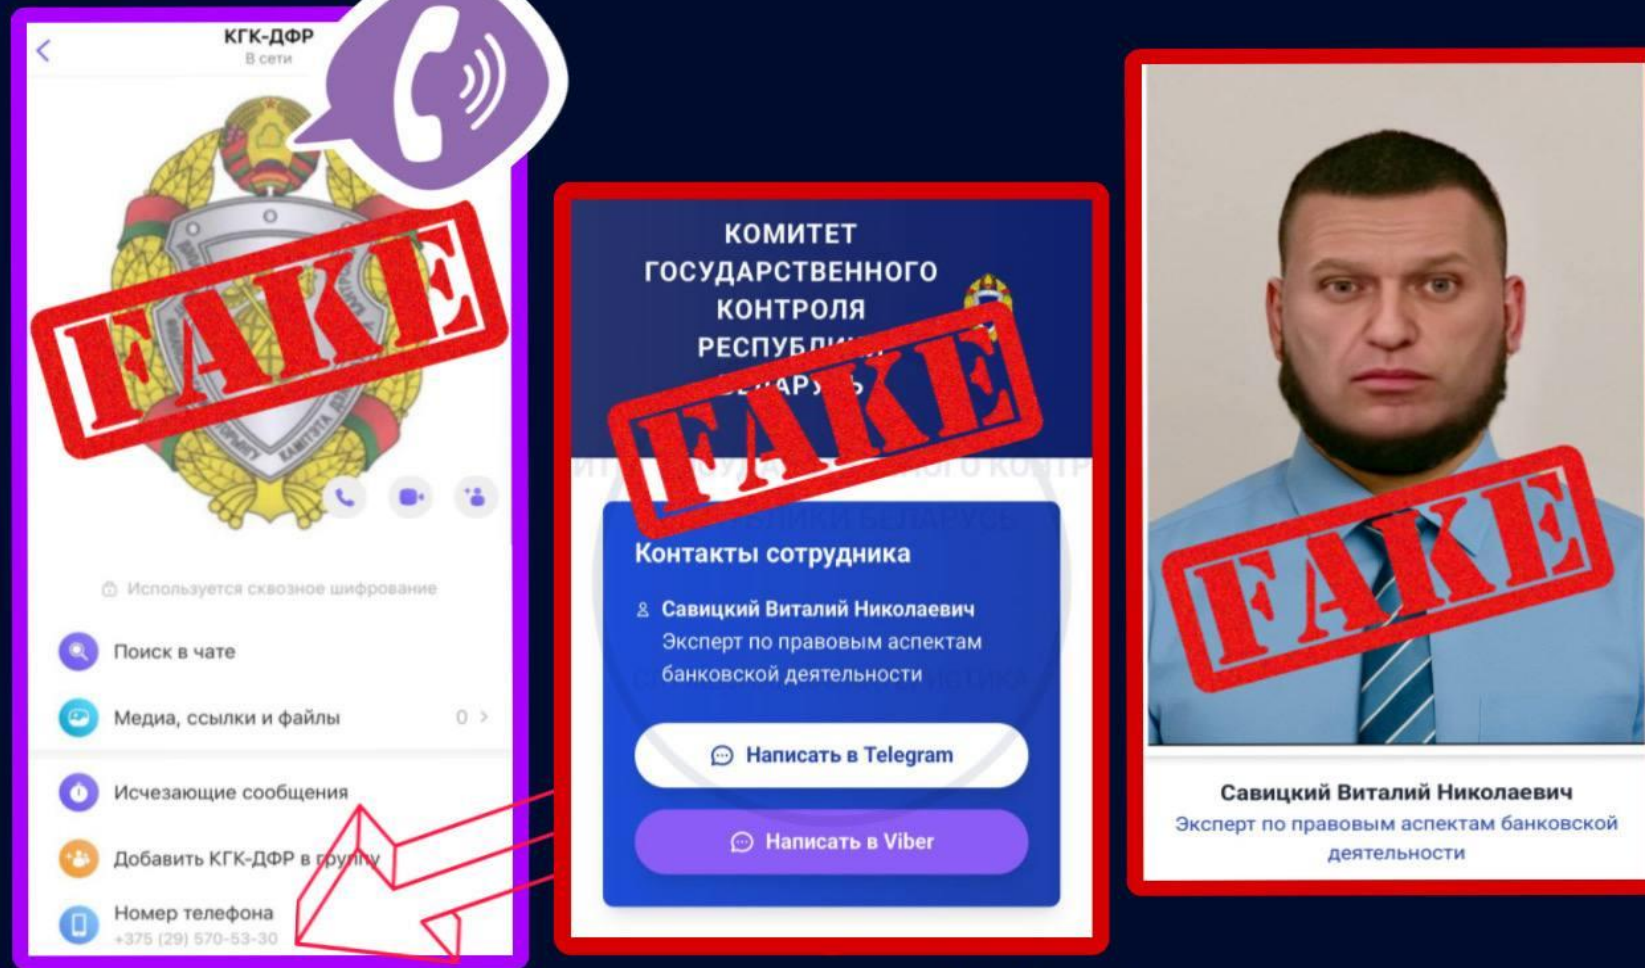 КГК-ДФР
В сети
FAKE
Используется сквозное шифрование
Поиск в чате
Медиа, ссылки и файлы 0
Исчезающие сообщения
Добавить КГК-ДФР в группу
Номер телефона
+375 (29) 570-53-30
КОМИТЕТ
ГОСУДАРСТВЕННОГО
КОНТРОЛЯ
РЕСПУБЛИКИ
БЕЛАРУСЬ
FAKE
Контакты сотрудника
Савицкий Виталий Николаевич
Эксперт по правовым аспектам
банковской деятельности
Написать в Telegram
Написать в Viber
FAKE
Савицкий Виталий Николаевич
Эксперт по правовым аспектам банковской
деятельности